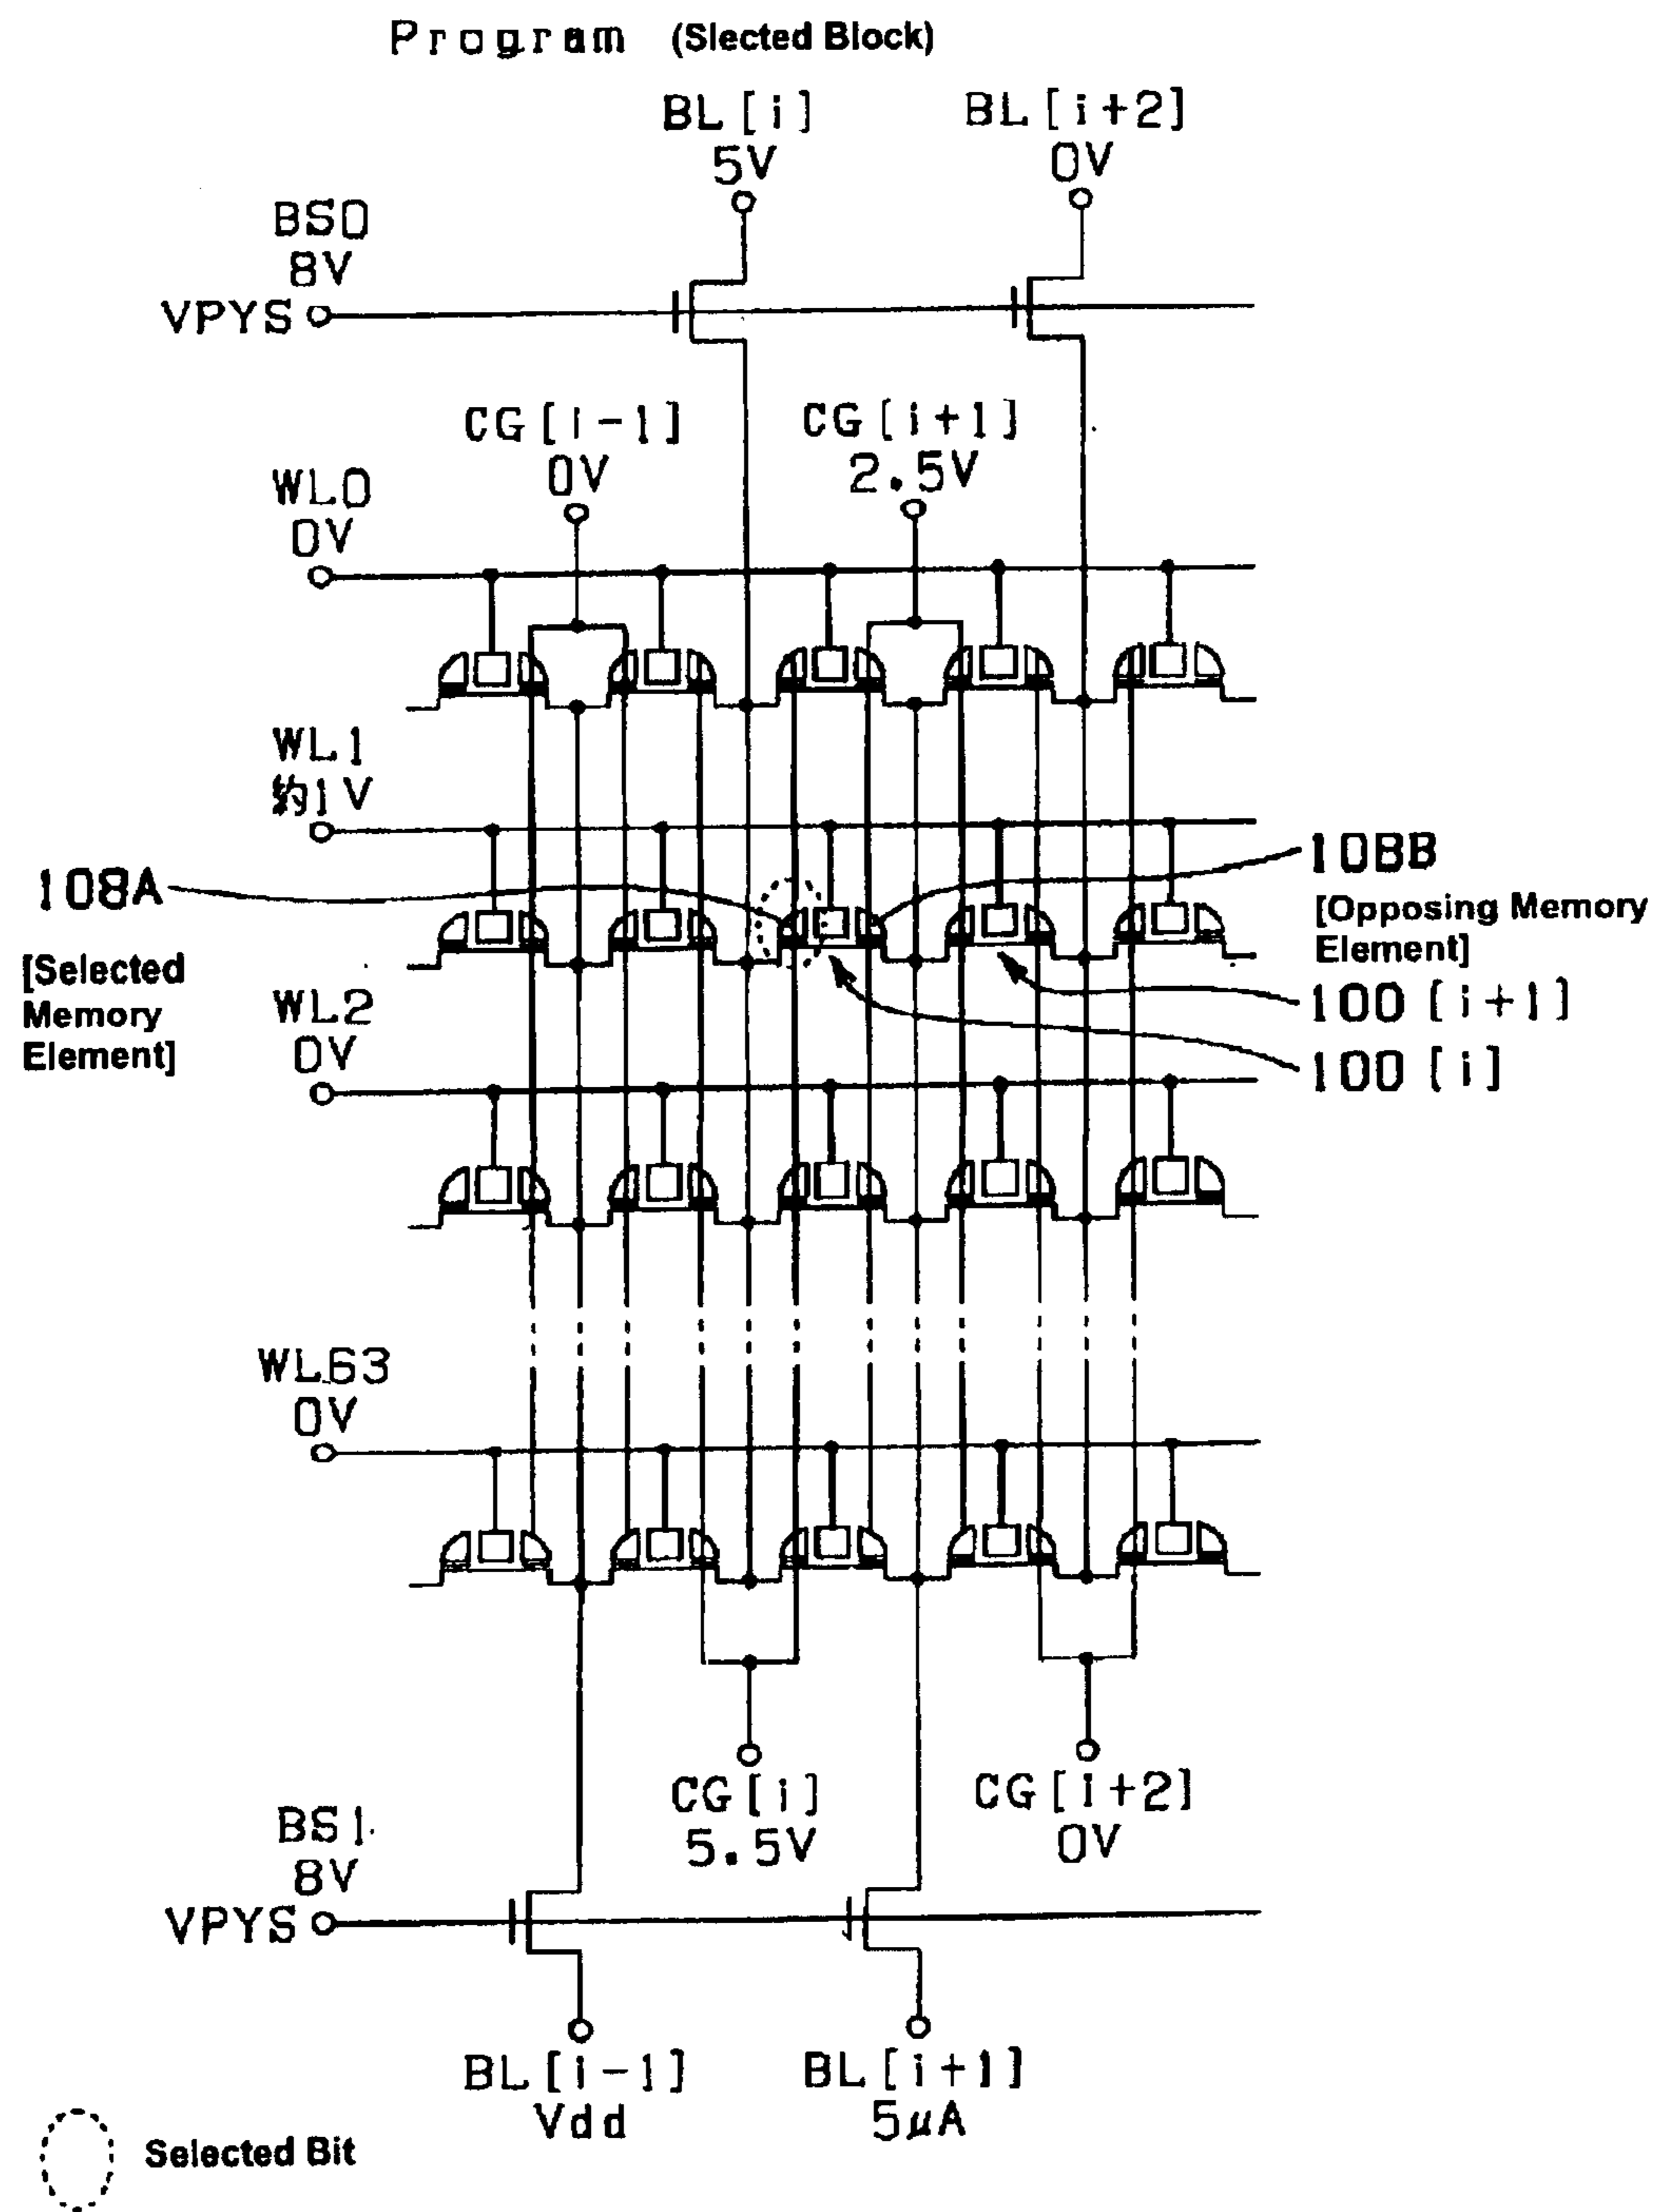 Program (Slected Block)
BL[i]
5V
BL[i+2]
0V
BS0
8V
VPYS
CG[i-1]
0V
CG[i+1]
2.5V
WL0
0V
WL1
約1V
108A
[Selected
Memory
Element]
108B
[Opposing Memory
Element]
100[i+1]
100[i]
WL2
0V
WL63
0V
CG[i]
5.5V
CG[i+2]
0V
BS1
8V
VPYS
BL[i-1]
Vdd
BL[i+1]
5μA
Selected Bit